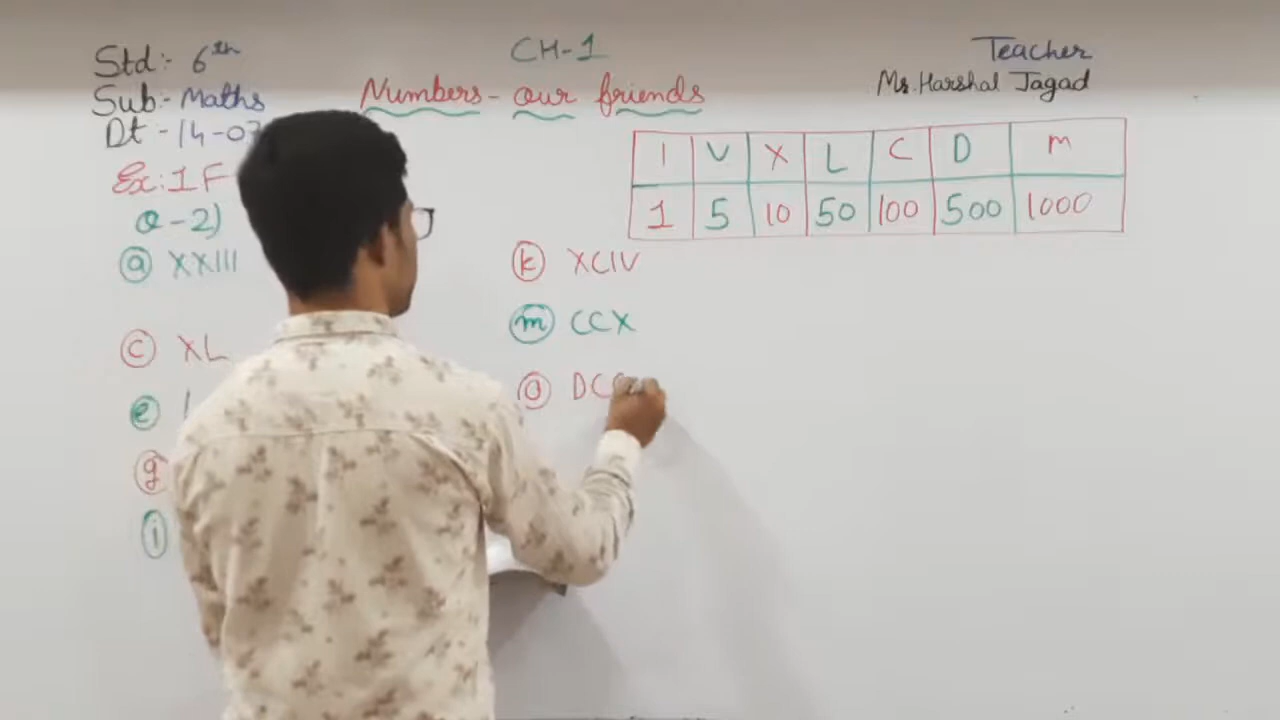 Std:- 6th
CH-1
Teacher
Sub:- Maths
Numbers - our friends
Mr. Harshal Jagad
Dt - 14-07
Ex: 1 F
Q-2)
I V X L C D M
1 5 10 50 100 500 1000
a XXIII
k XCIV
m CCX
c XL
o DCC
e
g
i